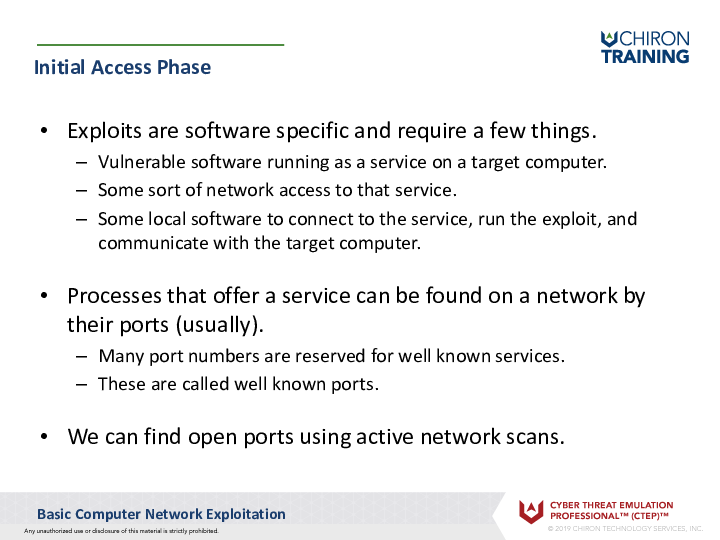 CHIRON
TRAINING
Initial Access Phase
• Exploits are software specific and require a few things.
– Vulnerable software running as a service on a target computer.
– Some sort of network access to that service.
– Some local software to connect to the service, run the exploit, and
communicate with the target computer.
• Processes that offer a service can be found on a network by
their ports (usually).
– Many port numbers are reserved for well known services.
– These are called well known ports.
• We can find open ports using active network scans.
Basic Computer Network Exploitation
Any unauthorized use or disclosure of this material is strictly prohibited.
CYBER THREAT EMULATION
PROFESSIONAL™ (CTEP)™
© 2019 CHIRON TECHNOLOGY SERVICES, INC.